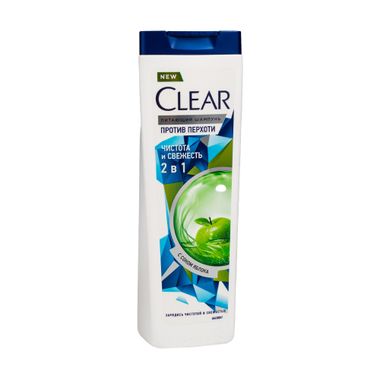 NEW
CLEAR
ПИТАЮЩИЙ ШАМПУНЬ
ПРОТИВ ПЕРХОТИ
ЧИСТОТА
И СВЕЖЕСТЬ
2 в 1
С СОКОМ ЯБЛОКА
ЗАРЯДИСЬ ЧИСТОТОЙ И СВЕЖЕСТЬЮ